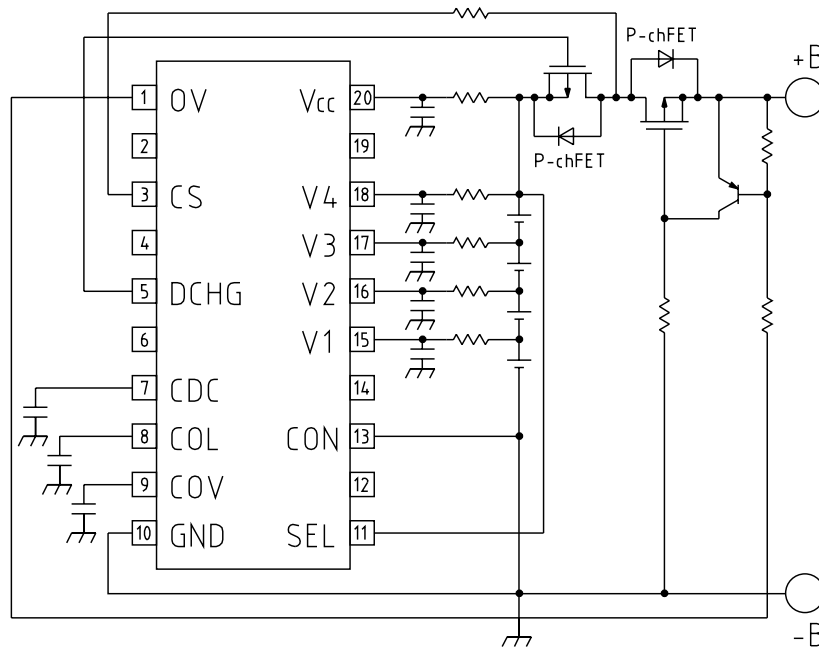 P-chFET
+B
1 OV Vcc 20
P-chFET
2 19
3 CS V4 18
4 V3 17
5 DCHG V2 16
6 V1 15
7 CDC 14
8 COL CON 13
9 COV 12
10 GND SEL 11
-B